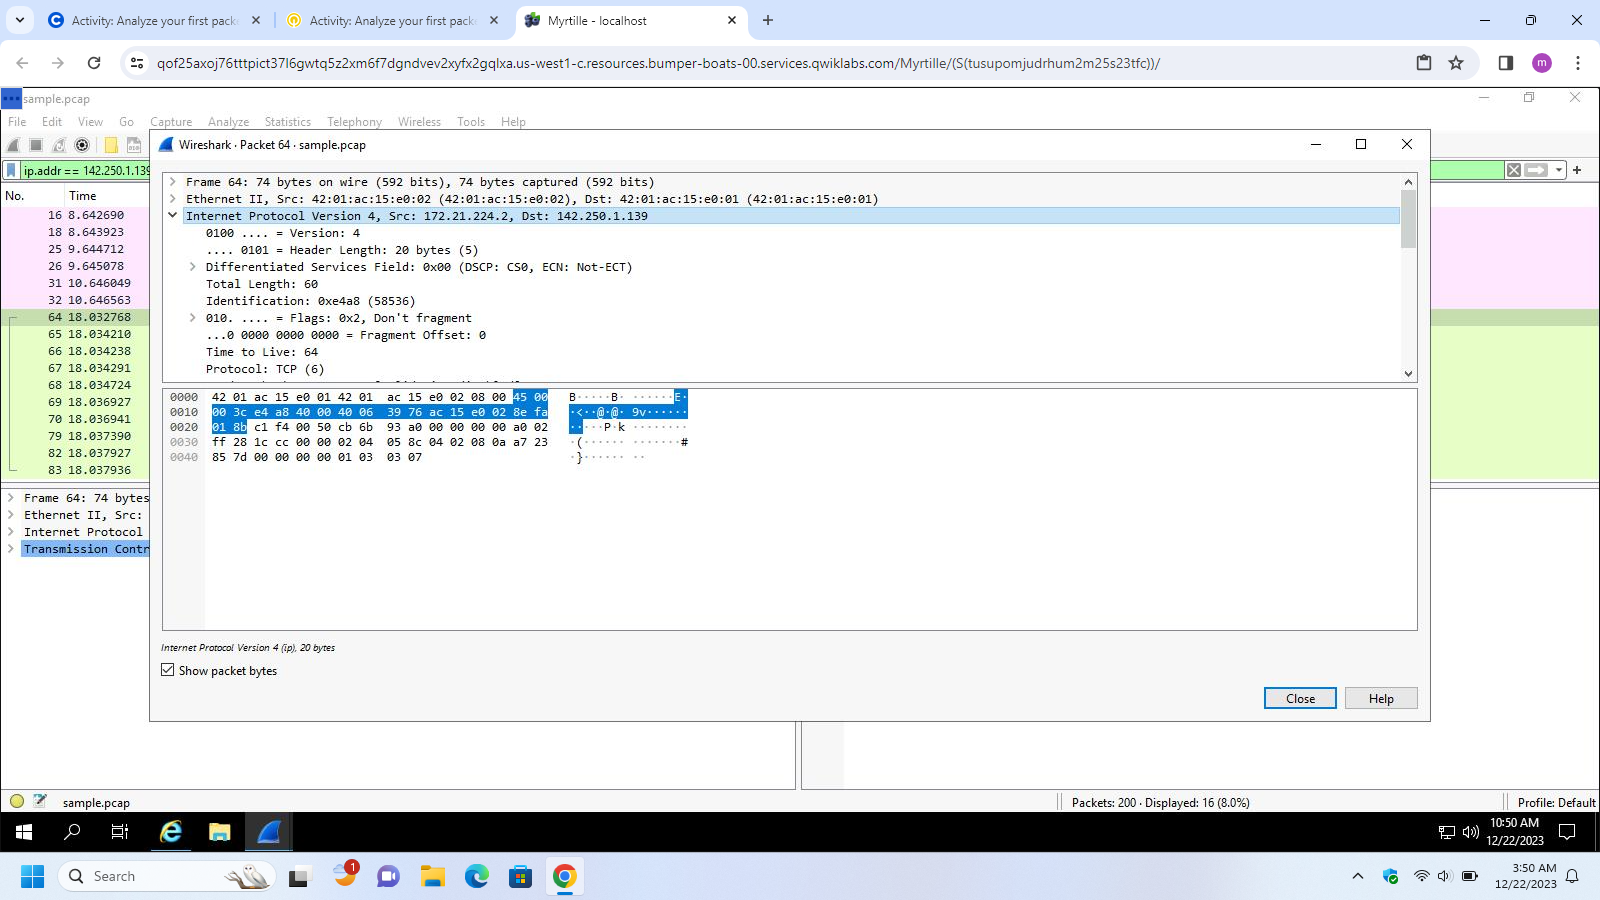 Activity: Analyze your first pack
Activity: Analyze your first pack
Myrtille - localhost
qof25axoj76tttpict37l6gwtq5z2xm6f7dgndvev2xyfx2gqlxa.us-west1-c.resources.bumper-boats-00.services.qwiklabs.com/Myrtille/(S(tusupomjudrhum2m25s23tfc))/
m
sample.pcap
File Edit View Go Capture Analyze Statistics Telephony Wireless Tools Help
Wireshark · Packet 64 · sample.pcap
ip.addr == 142.250.1.139
No. Time
16 8.642690
18 8.643923
25 9.644712
26 9.645078
31 10.646049
32 10.646563
64 18.032768
65 18.034210
66 18.034238
67 18.034291
68 18.034724
69 18.036927
70 18.036941
79 18.037390
82 18.037927
83 18.037936
Frame 64: 74 bytes on wire (592 bits), 74 bytes captured (592 bits)
Ethernet II, Src: 42:01:ac:15:e0:02 (42:01:ac:15:e0:02), Dst: 42:01:ac:15:e0:01 (42:01:ac:15:e0:01)
Internet Protocol Version 4, Src: 172.21.224.2, Dst: 142.250.1.139
0100 .... = Version: 4
.... 0101 = Header Length: 20 bytes (5)
Differentiated Services Field: 0x00 (DSCP: CS0, ECN: Not-ECT)
Total Length: 60
Identification: 0xe4a8 (58536)
010. .... = Flags: 0x2, Don't fragment
...0 0000 0000 0000 = Fragment Offset: 0
Time to Live: 64
Protocol: TCP (6)
0000 42 01 ac 15 e0 01 42 01 ac 15 e0 02 08 00 45 00 B·····B· ······E·
0010 00 3c e4 a8 40 00 40 06 39 76 ac 15 e0 02 8e fa ·<··@·@· 9v······
0020 01 8b c1 f4 00 50 cb 6b 93 a0 00 00 00 00 a0 02 ·····P·k ········
0030 ff 28 1c cc 00 00 02 04 05 8c 04 02 08 0a a7 23 ·(······ ·······#
0040 85 7d 00 00 00 00 01 03 03 07 ·}······ ··
Frame 64: 74 bytes
Ethernet II, Src:
Internet Protocol
Transmission Contr
Internet Protocol Version 4 (ip), 20 bytes
Show packet bytes
Close Help
sample.pcap
Packets: 200 · Displayed: 16 (8.0%)
Profile: Default
10:50 AM
12/22/2023
Search
1
3:50 AM
12/22/2023